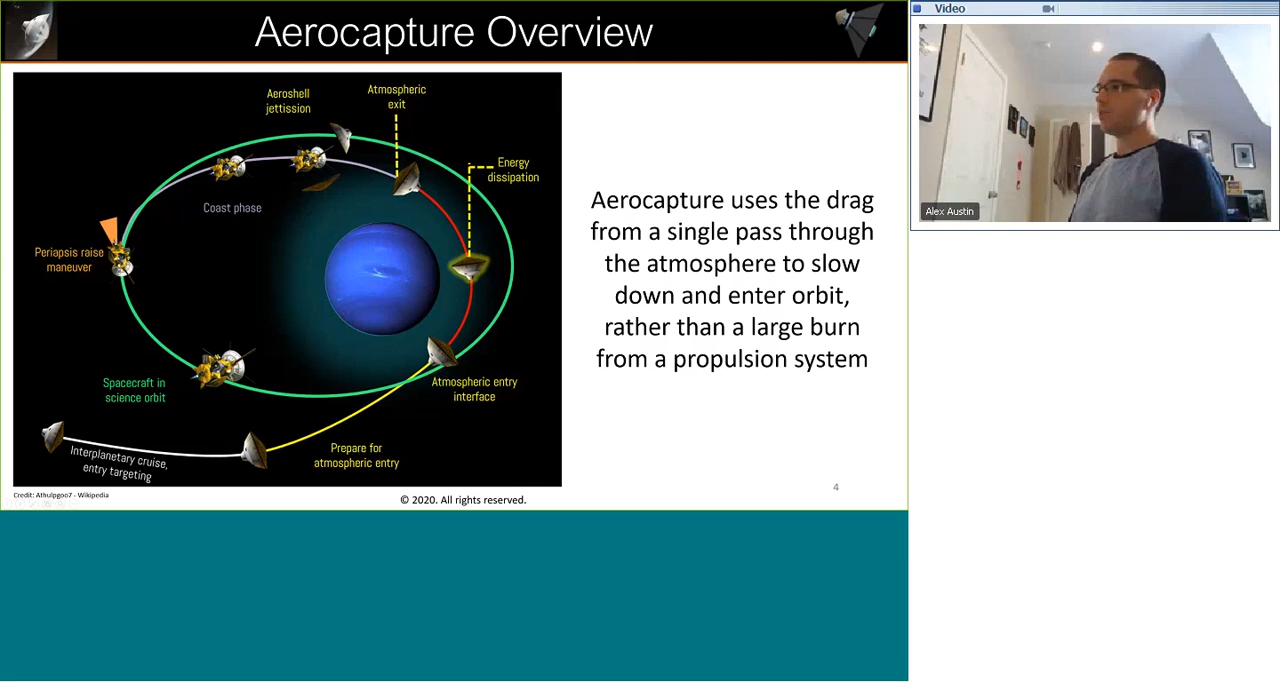 Aerocapture Overview
Video
Aeroshell
jettission
Atmospheric
exit
Energy
dissipation
Coast phase
Periapsis raise
maneuver
Spacecraft in
science orbit
Atmospheric entry
interface
Interplanetary cruise,
entry targeting
Prepare for
atmospheric entry
Aerocapture uses the drag
from a single pass through
the atmosphere to slow
down and enter orbit,
rather than a large burn
from a propulsion system
Alex Austin
Credit: Athulpgoo7 - Wikipedia
© 2020. All rights reserved.
4